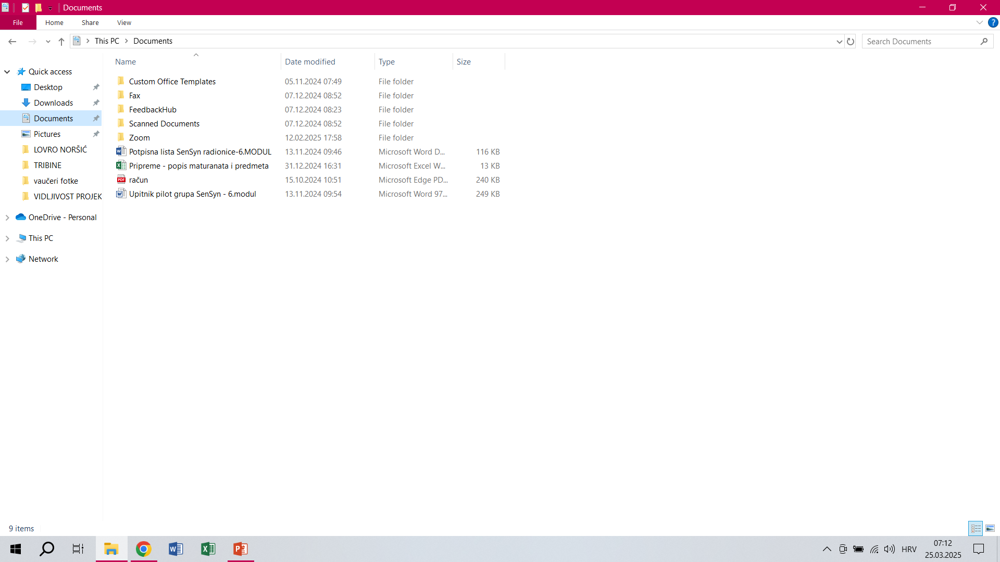 Documents
File Home Share View
This PC Documents
Search Documents
Name Date modified Type Size
Quick access
Desktop
Downloads
Documents
Pictures
LOVRO NORŠIĆ
TRIBINE
vaučeri fotke
VIDLJIVOST PROJEK
OneDrive - Personal
This PC
Network
Custom Office Templates 05.11.2024 07:49 File folder
Fax 07.12.2024 08:52 File folder
FeedbackHub 07.12.2024 08:23 File folder
Scanned Documents 07.12.2024 08:52 File folder
Zoom 12.02.2025 17:58 File folder
Potpisna lista SenSyn radionice-6.MODUL 13.11.2024 09:46 Microsoft Word D... 116 KB
Pripreme - popis maturanata i predmeta 31.12.2024 16:31 Microsoft Excel W... 13 KB
račun 15.10.2024 10:51 Microsoft Edge PD... 240 KB
Upitnik pilot grupa SenSyn - 6.modul 13.11.2024 09:54 Microsoft Word 97... 249 KB
9 items
HRV
07:12
25.03.2025